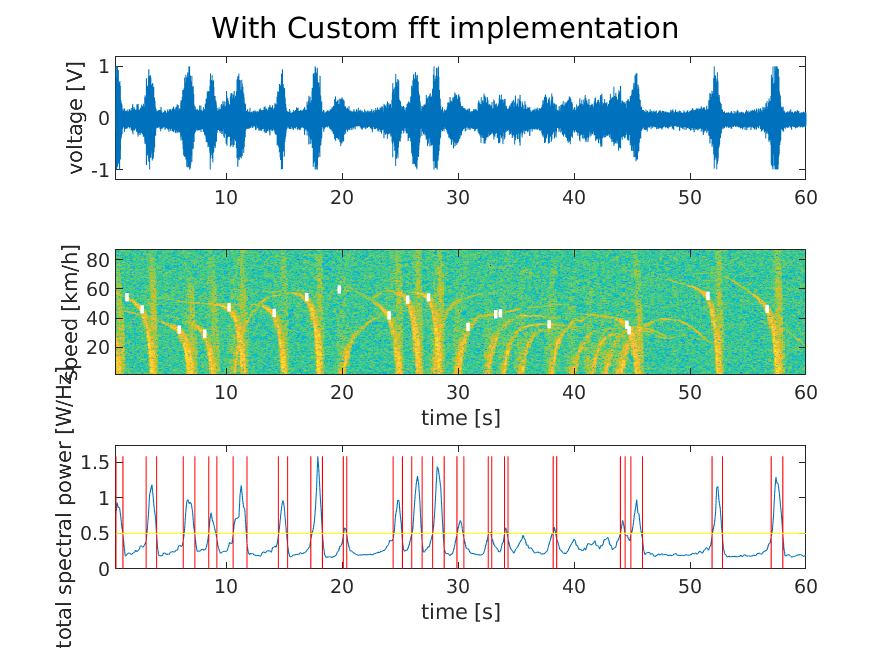 With Custom fft implementation
voltage [V]
1
0
-1
10 20 30 40 50 60
speed [km/h]
80
60
40
20
10 20 30 40 50 60
time [s]
total spectral power [W/Hz]
1.5
1
0.5
0
10 20 30 40 50 60
time [s]